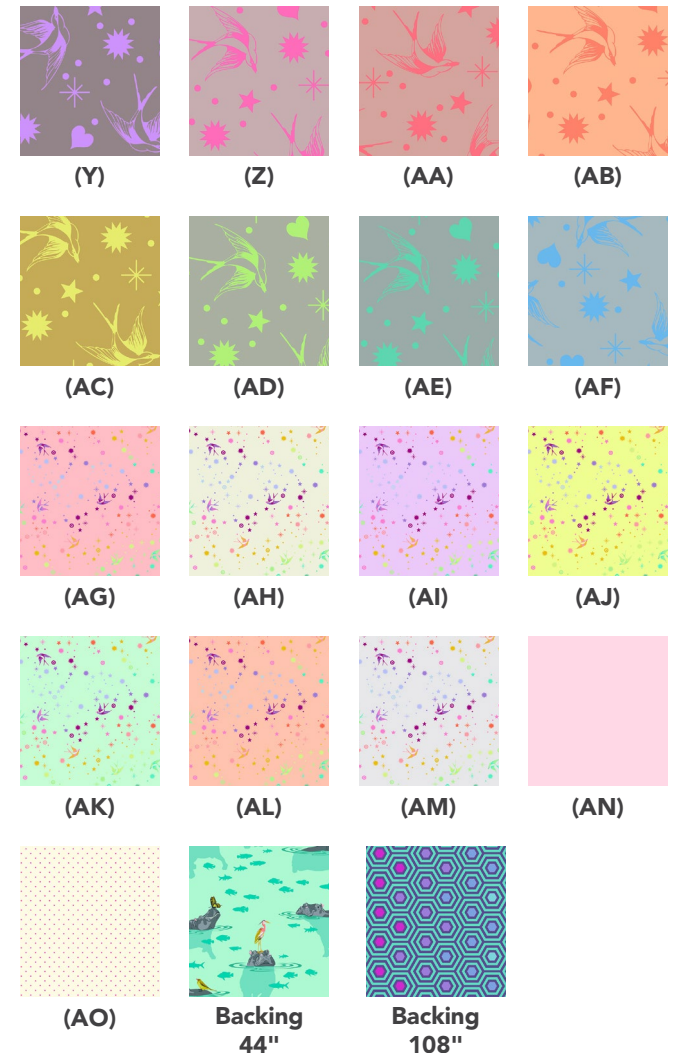 (Y) (Z) (AA) (AB)
(AC) (AD) (AE) (AF)
(AG) (AH) (AI) (AJ)
(AK) (AL) (AM) (AN)
(AO) Backing Backing
44" 108"